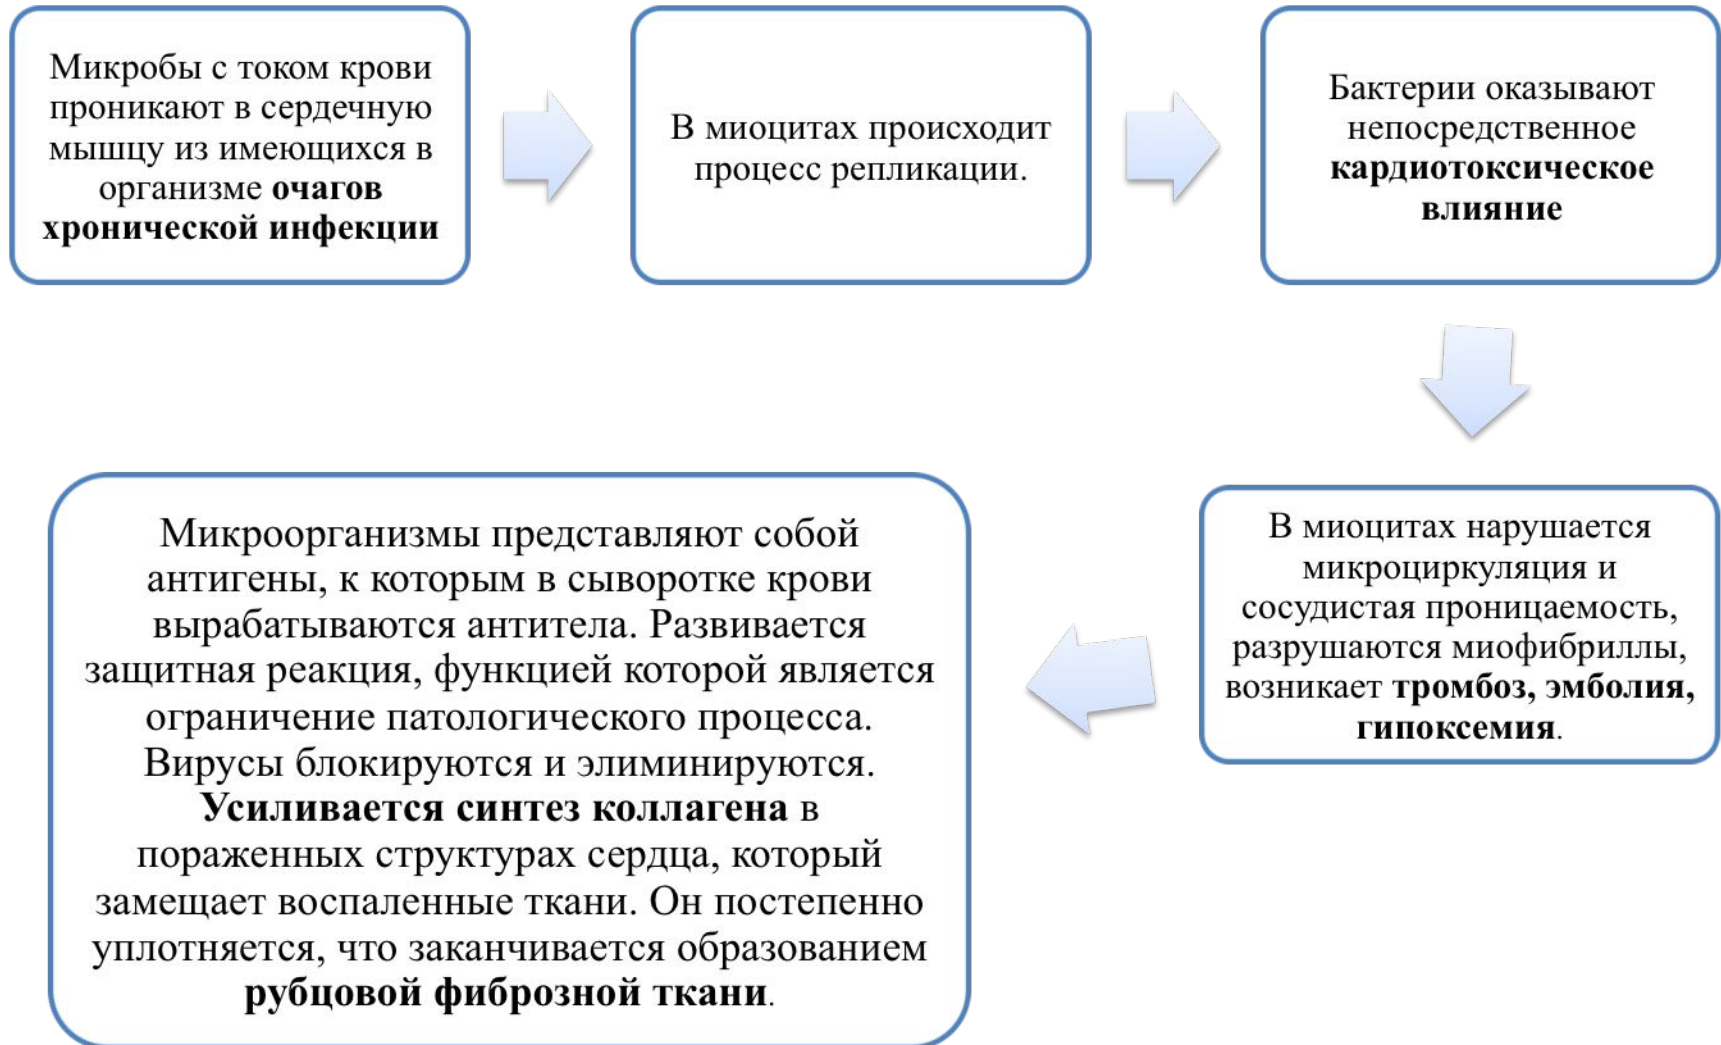 Микробы с током крови
проникают в сердечную
мышцу из имеющихся в
организме очагов
хронической инфекции
В миоцитах происходит
процесс репликации.
Бактерии оказывают
непосредственное
кардиотоксическое
влияние
В миоцитах нарушается
микроциркуляция и
сосудистая проницаемость,
разрушаются миофибриллы,
возникает тромбоз, эмболия,
гипоксемия.
Микроорганизмы представляют собой
антигены, к которым в сыворотке крови
вырабатываются антитела. Развивается
защитная реакция, функцией которой является
ограничение патологического процесса.
Вирусы блокируются и элиминируются.
Усиливается синтез коллагена в
пораженных структурах сердца, который
замещает воспаленные ткани. Он постепенно
уплотняется, что заканчивается образованием
рубцовой фиброзной ткани.